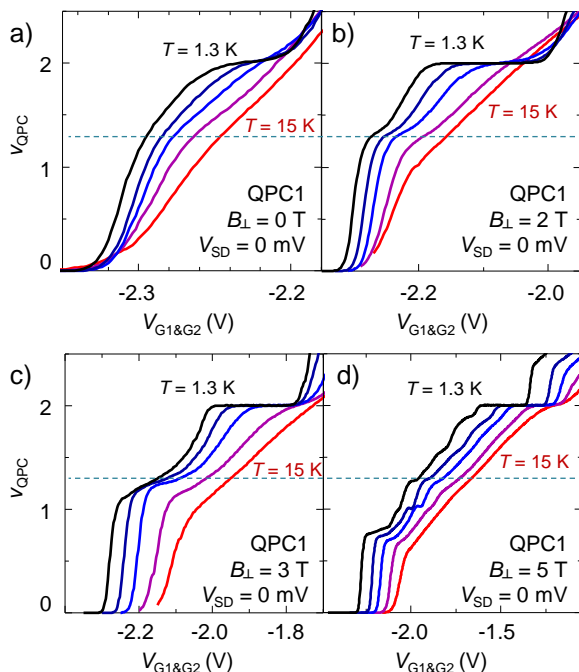 a)
T = 1.3 K
T = 15 K
QPC1
B⊥ = 0 T
VSD = 0 mV
νQPC
2
1
0
-2.3
-2.2
VG1&G2 (V)
b)
T = 1.3 K
T = 15 K
QPC1
B⊥ = 2 T
VSD = 0 mV
-2.2
-2.0
VG1&G2 (V)
c)
T = 1.3 K
T = 15 K
QPC1
B⊥ = 3 T
VSD = 0 mV
νQPC
2
1
0
-2.2
-2.0
-1.8
VG1&G2 (V)
d)
T = 1.3 K
T = 15 K
QPC1
B⊥ = 5 T
VSD = 0 mV
-2.0
-1.5
VG1&G2 (V)